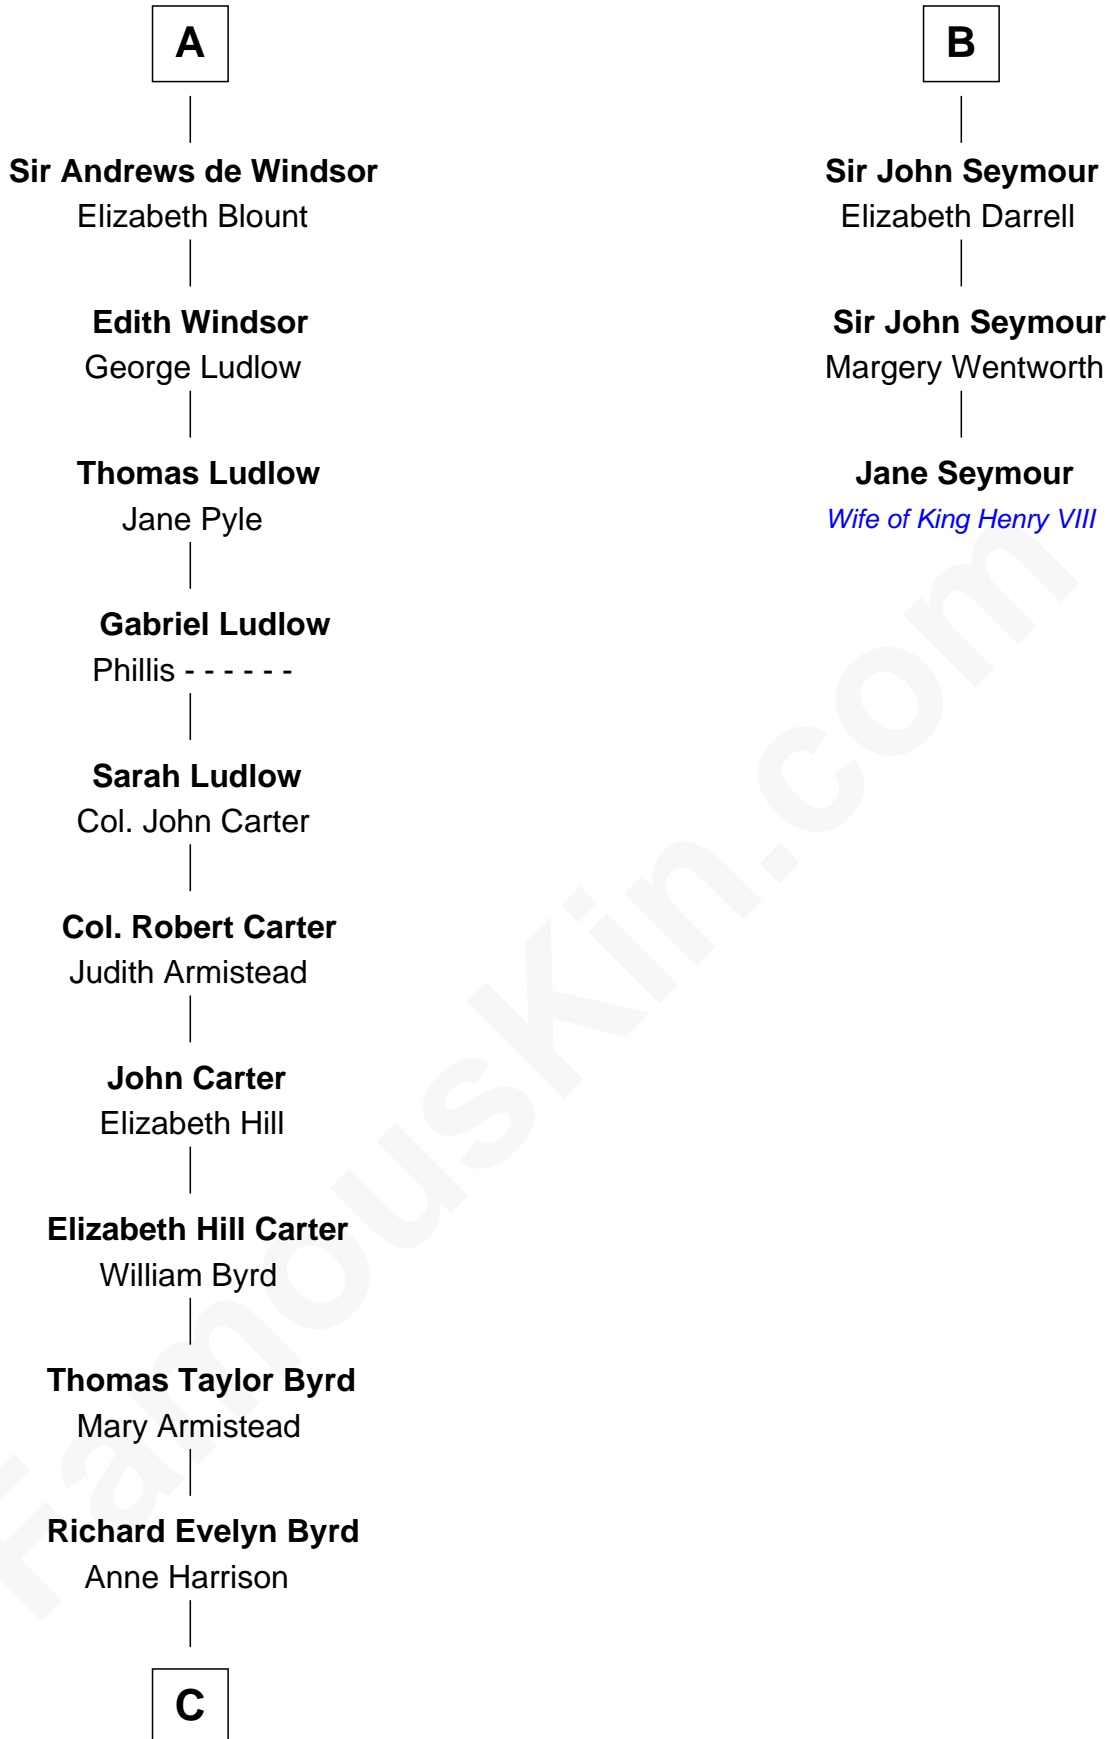 A
Sir Andrews de Windsor
Elizabeth Blount
Edith Windsor
George Ludlow
Thomas Ludlow
Jane Pyle
Gabriel Ludlow
Phillis - - - - - -
Sarah Ludlow
Col. John Carter
Col. Robert Carter
Judith Armistead
John Carter
Elizabeth Hill
Elizabeth Hill Carter
William Byrd
Thomas Taylor Byrd
Mary Armistead
Richard Evelyn Byrd
Anne Harrison
C
B
Sir John Seymour
Elizabeth Darrell
Sir John Seymour
Margery Wentworth
Jane Seymour
Wife of King Henry VIII
FamousKin.com